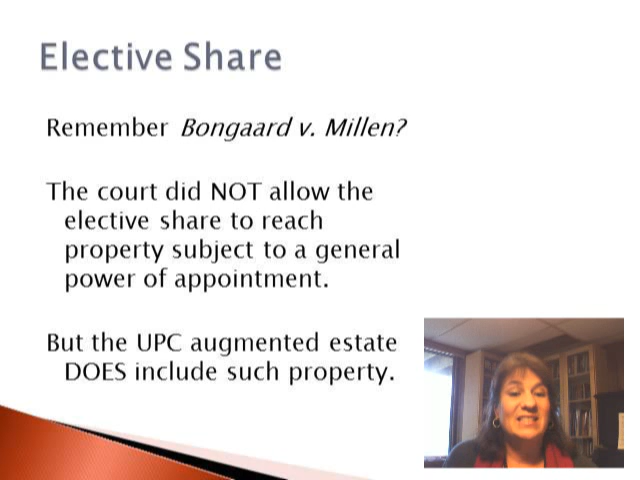 Elective Share
Remember Bongaard v. Millen?
The court did NOT allow the
elective share to reach
property subject to a general
power of appointment.
But the UPC augmented estate
DOES include such property.